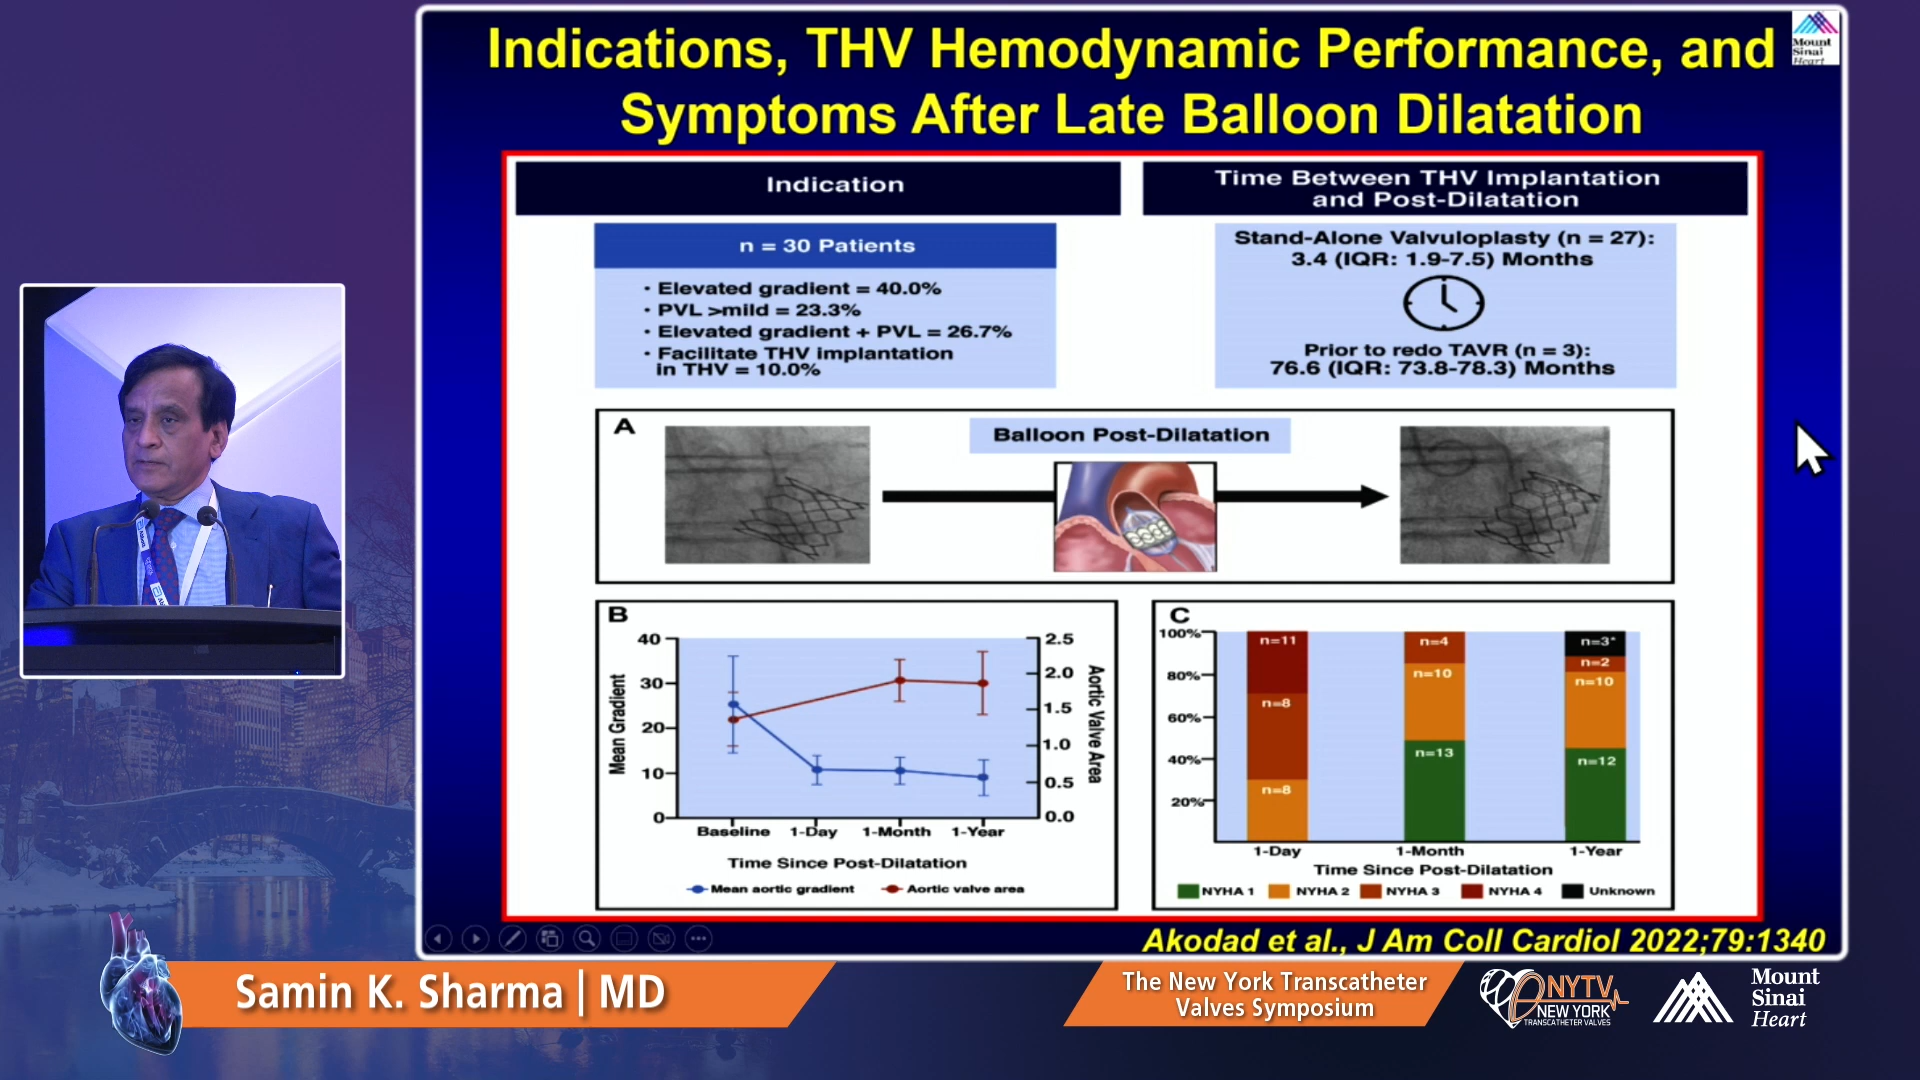 Indications, THV Hemodynamic Performance, and
Symptoms After Late Balloon Dilatation
Mount
Sinai
Heart
Indication
n = 30 Patients
· Elevated gradient = 40.0%
· PVL >mild = 23.3%
· Elevated gradient + PVL = 26.7%
· Facilitate THV implantation
in THV = 10.0%
Time Between THV Implantation
and Post-Dilatation
Stand-Alone Valvuloplasty (n = 27):
3.4 (IQR: 1.9-7.5) Months
Prior to redo TAVR (n = 3):
76.6 (IQR: 73.8-78.3) Months
A
Balloon Post-Dilatation
B
40
30
20
10
0
Mean Gradient
2.5
2.0
1.5
1.0
0.5
0.0
Aortic Valve Area
Baseline 1-Day 1-Month 1-Year
Time Since Post-Dilatation
Mean aortic gradient Aortic valve area
C
100%
80%
60%
40%
20%
n=11
n=8
n=8
n=4
n=10
n=13
n=3*
n=2
n=10
n=12
1-Day 1-Month 1-Year
Time Since Post-Dilatation
NYHA 1 NYHA 2 NYHA 3 NYHA 4 Unknown
Akodad et al., J Am Coll Cardiol 2022;79:1340
Samin K. Sharma | MD
The New York Transcatheter
Valves Symposium
NYTV
NEW YORK
TRANSCATHETER VALVES
Mount
Sinai
Heart